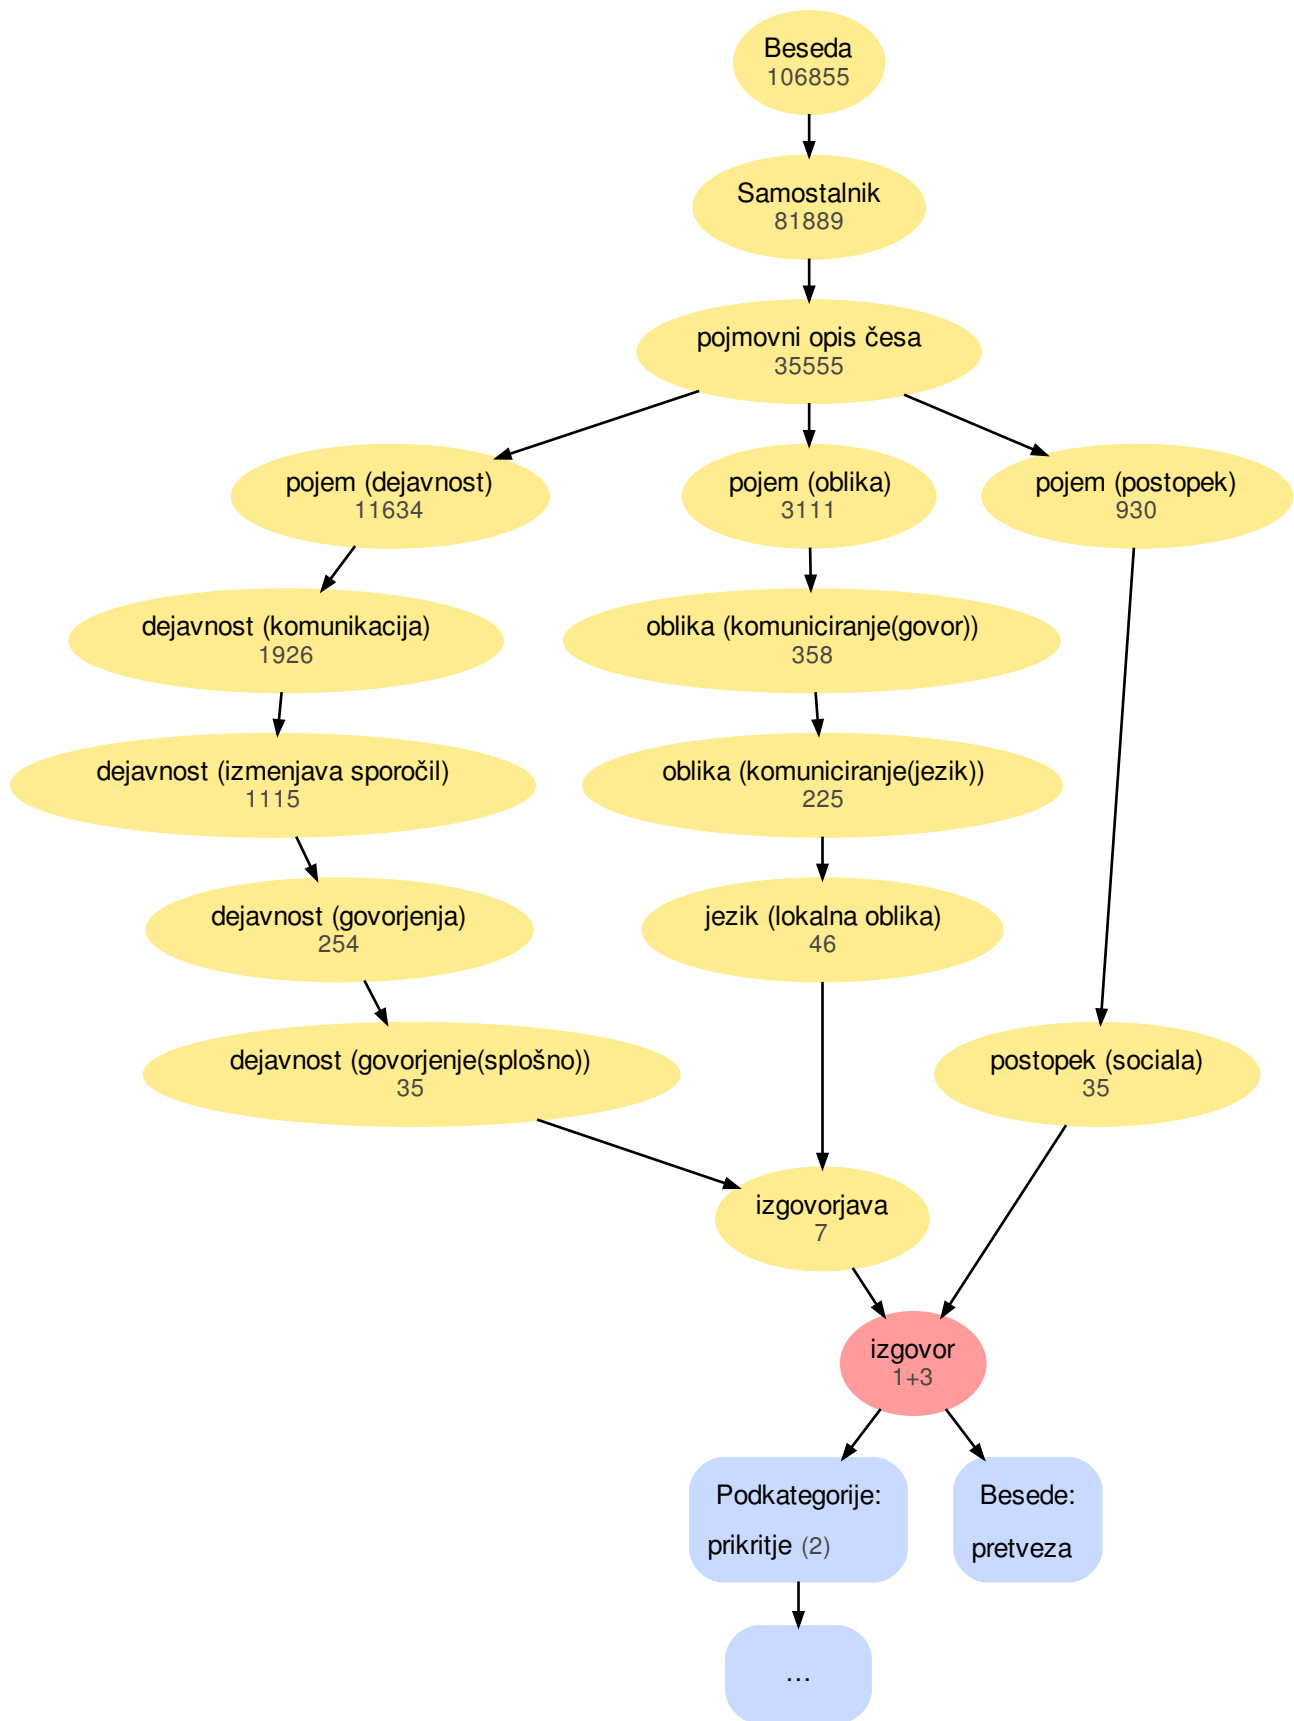 Beseda
106855
Samostalnik
81889
pojmovni opis česa
35555
pojem (dejavnost)
11634
pojem (oblika)
3111
pojem (postopek)
930
dejavnost (komunikacija)
1926
oblika (komuniciranje(govor))
358
dejavnost (izmenjava sporočil)
1115
oblika (komuniciranje(jezik))
225
dejavnost (govorjenja)
254
jezik (lokalna oblika)
46
dejavnost (govorjenje(splošno))
35
postopek (sociala)
35
izgovorjava
7
izgovor
1+3
Podkategorije:
prikritje (2)
Besede:
pretveza
...